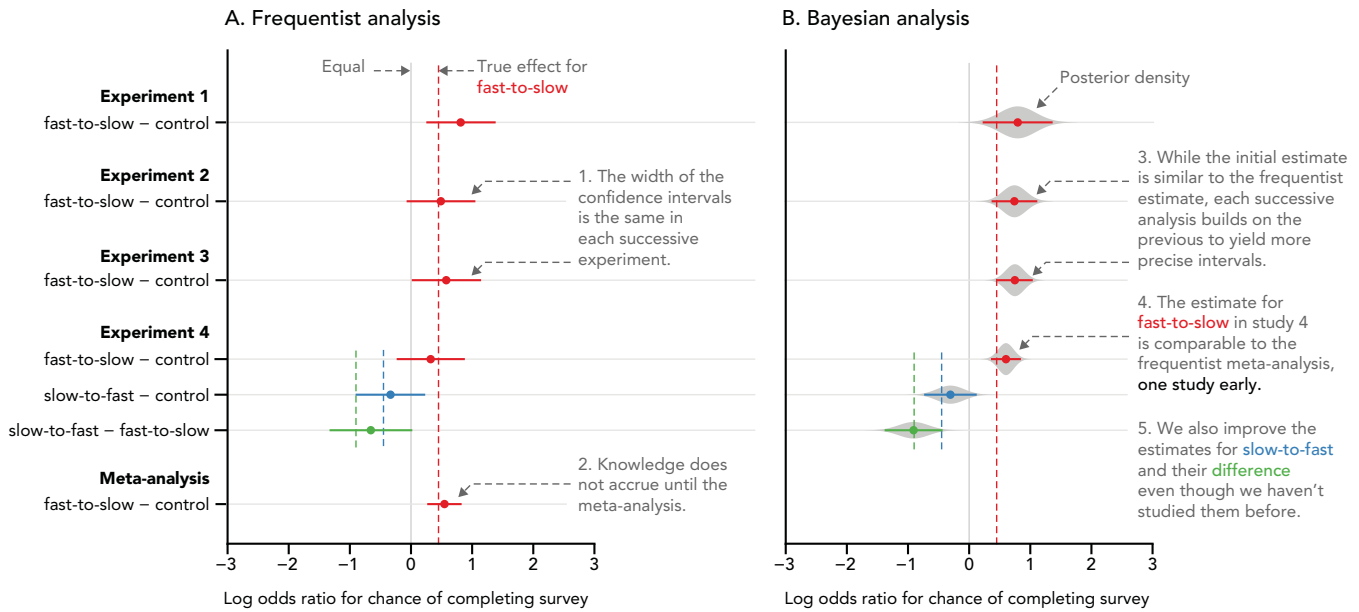 A. Frequentist analysis
Equal
True effect for
fast-to-slow
Experiment 1
fast-to-slow – control
Experiment 2
fast-to-slow – control
1. The width of the
confidence intervals
is the same in
each successive
experiment.
Experiment 3
fast-to-slow – control
Experiment 4
fast-to-slow – control
slow-to-fast – control
slow-to-fast – fast-to-slow
Meta-analysis
fast-to-slow – control
2. Knowledge does
not accrue until the
meta-analysis.
−3 −2 −1 0 1 2 3
Log odds ratio for chance of completing survey
B. Bayesian analysis
Posterior density
3. While the initial estimate
is similar to the frequentist
estimate, each successive
analysis builds on the
previous to yield more
precise intervals.
4. The estimate for
fast-to-slow in study 4
is comparable to the
frequentist meta-analysis,
one study early.
5. We also improve the
estimates for slow-to-fast
and their difference
even though we haven’t
studied them before.
−3 −2 −1 0 1 2 3
Log odds ratio for chance of completing survey